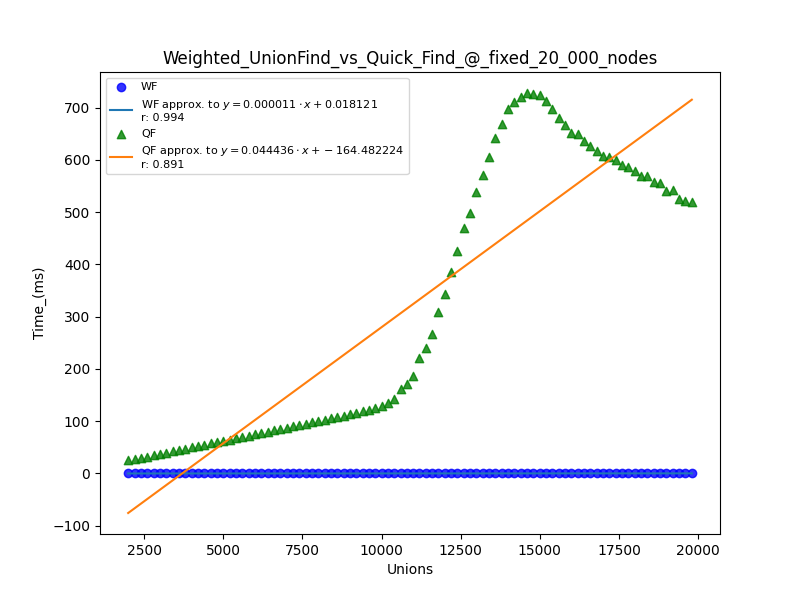 Weighted_UnionFind_vs_Quick_Find_@_fixed_20_000_nodes
WF
WF approx. to y = 0.000011 · x + 0.018121
r: 0.994
QF
QF approx. to y = 0.044436 · x + − 164.482224
r: 0.891
700
600
500
400
300
200
100
0
−100
Time_(ms)
2500 5000 7500 10000 12500 15000 17500 20000
Unions